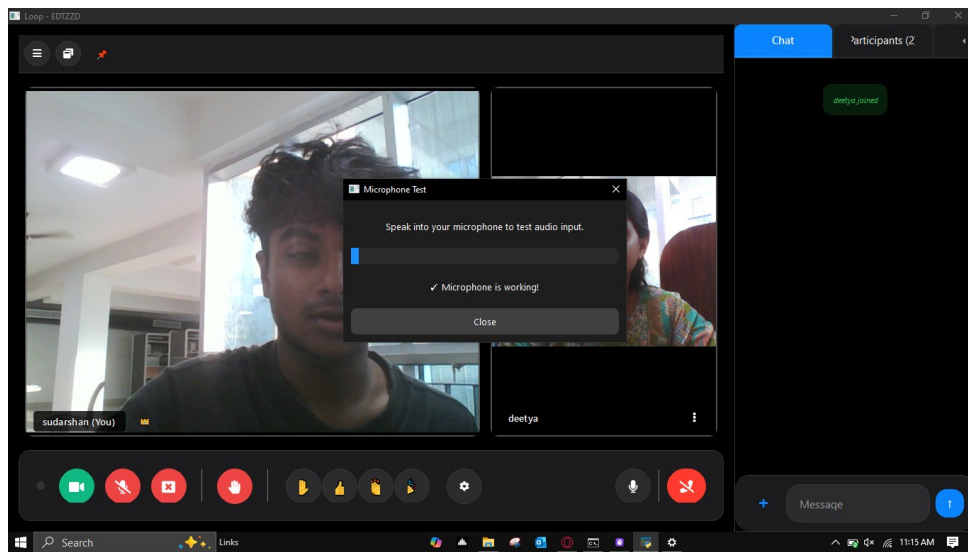 Loop - EDTZZD
Chat
Participants (2
deetya joined
Microphone Test
Speak into your microphone to test audio input.
✓ Microphone is working!
Close
sudarshan (You)
deetya
Message
Search
Links
11:15 AM